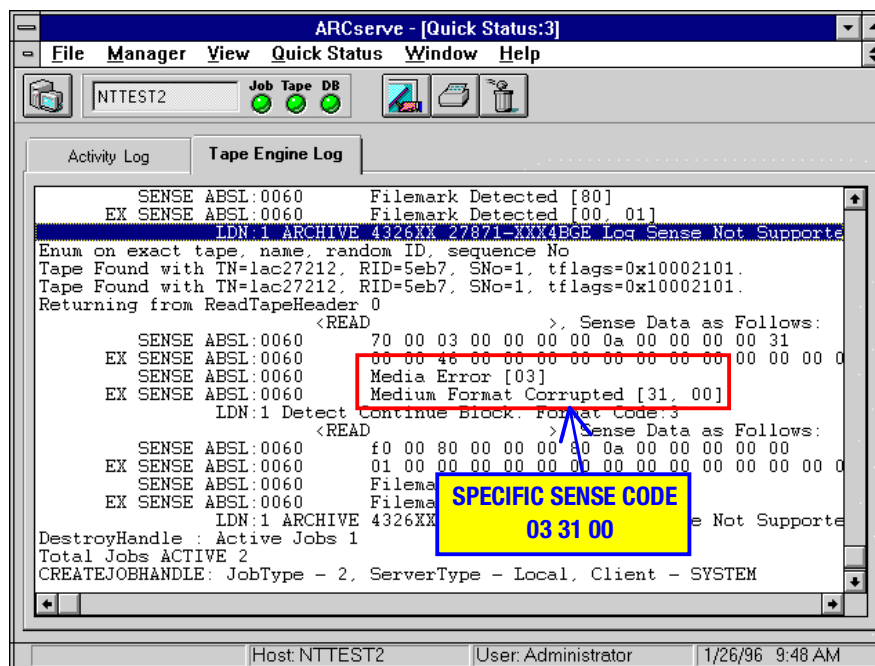 ARCserve - [Quick Status:3]
File Manager View Quick Status Window Help
NTTEST2 Job Tape DB
Activity Log Tape Engine Log
SENSE ABSL:0060 Filemark Detected [80]
EX SENSE ABSL:0060 Filemark Detected [00, 01]
LDN:1 ARCHIVE 4326XX 27871-XXX4BGE Log Sense Not Supporte
Enum on exact tape, name, random ID, sequence No
Tape Found with TN=lac27212, RID=5eb7, SNo=1, tflags=0x10002101.
Tape Found with TN=lac27212, RID=5eb7, SNo=1, tflags=0x10002101.
Returning from ReadTapeHeader 0
<READ >, Sense Data as Follows:
SENSE ABSL:0060 70 00 03 00 00 00 00 0a 00 00 00 00 31
EX SENSE ABSL:0060 00 00 46 00 00 00 00 00 00 00 00 00 00 00 00 0
SENSE ABSL:0060 Media Error [03]
EX SENSE ABSL:0060 Medium Format Corrupted [31, 00]
LDN:1 Detect Continue Block. Format Code:3
<READ >, Sense Data as Follows:
SENSE ABSL:0060 f0 00 80 00 00 00 80 0a 00 00 00 00 00
EX SENSE ABSL:0060 01 00 00 00 00 00 00 00 00 00 00 00 00 00 00 0
SENSE ABSL:0060 Filema
EX SENSE ABSL:0060 Filema
LDN:1 ARCHIVE 4326XX e Not Supporte
SPECIFIC SENSE CODE
03 31 00
DestroyHandle : Active Jobs 1
Total Jobs ACTIVE 2
CREATEJOBHANDLE: JobType - 2, ServerType - Local, Client - SYSTEM
Host: NTTEST2 User: Administrator 1/26/96 9:48 AM